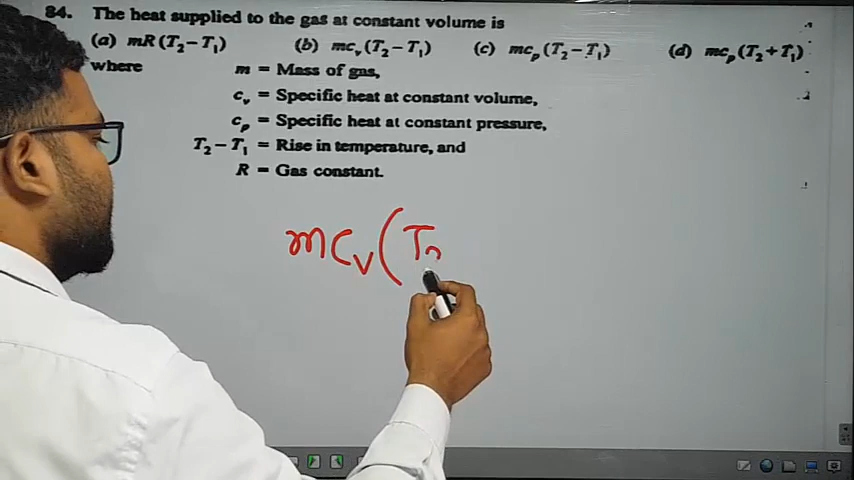 84. The heat supplied to the gas at constant volume is
(a) mR(T₂ − T₁) (b) mcᵥ(T₂ − T₁) (c) mcₚ(T₂ − T₁) (d) mcₚ(T₂ + T₁)
where m = Mass of gas,
cᵥ = Specific heat at constant volume,
cₚ = Specific heat at constant pressure,
T₂ − T₁ = Rise in temperature, and
R = Gas constant.
mCᵥ(T₂